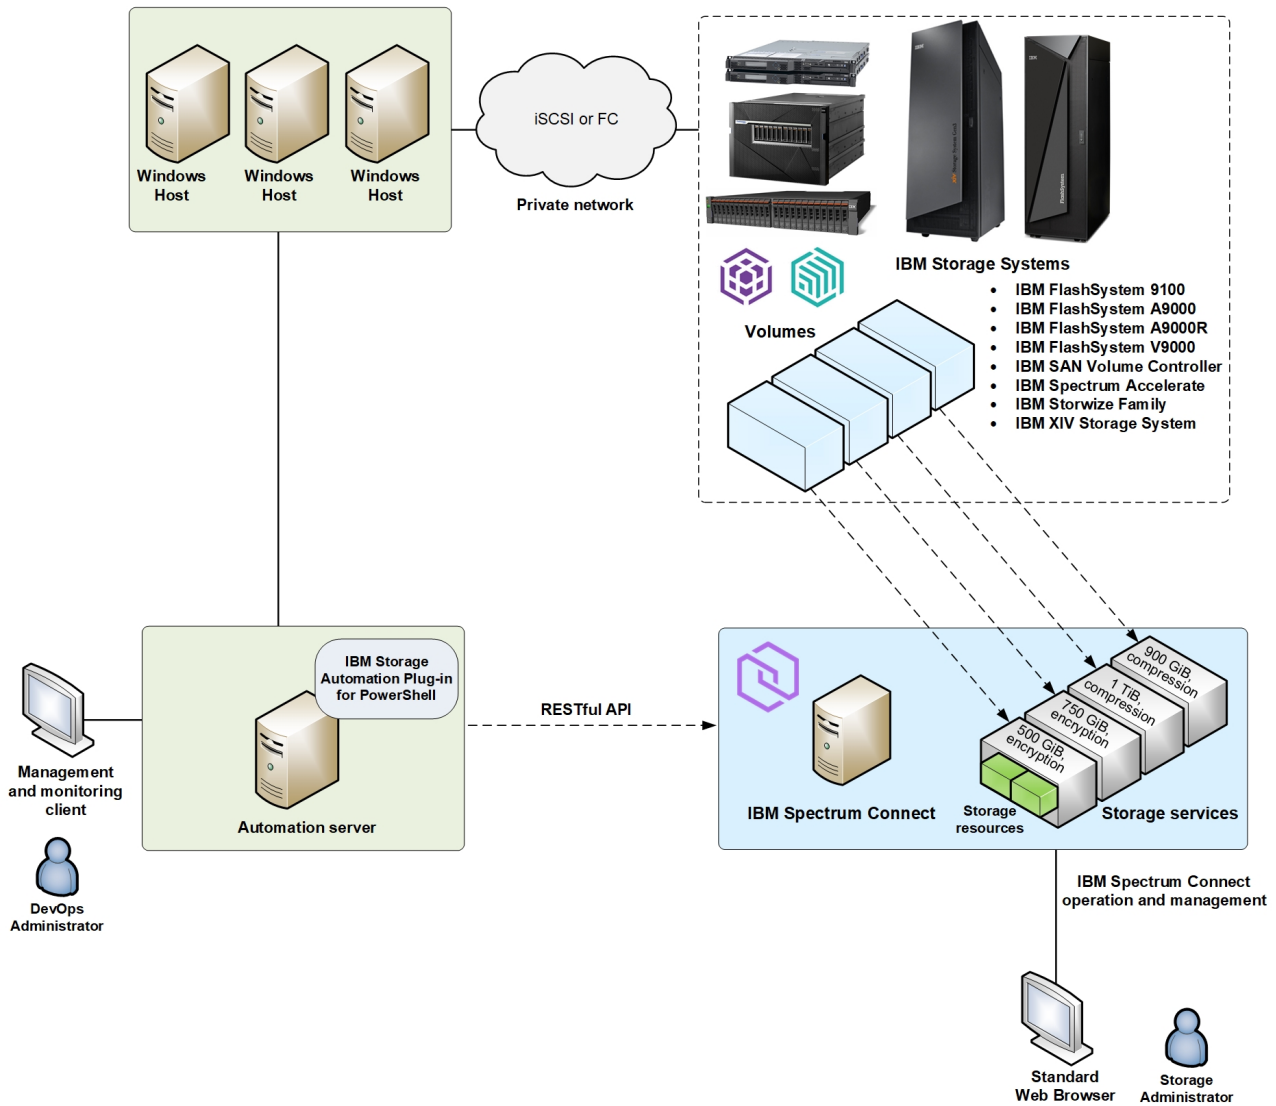 Windows
Host
Windows
Host
Windows
Host
iSCSI or FC
Private network
IBM Storage Systems
• IBM FlashSystem 9100
• IBM FlashSystem A9000
• IBM FlashSystem A9000R
• IBM FlashSystem V9000
• IBM SAN Volume Controller
• IBM Spectrum Accelerate
• IBM Storwize Family
• IBM XIV Storage System
Volumes
IBM Storage
Automation Plug-in
for PowerShell
Automation server
Management
and monitoring
client
DevOps
Administrator
RESTful API
IBM Spectrum Connect
900 GiB,
compression
1 TiB,
compression
750 GiB,
encryption
500 GiB,
encryption
Storage
resources
Storage services
IBM Spectrum Connect
operation and management
Standard
Web Browser
Storage
Administrator
FlashSystem